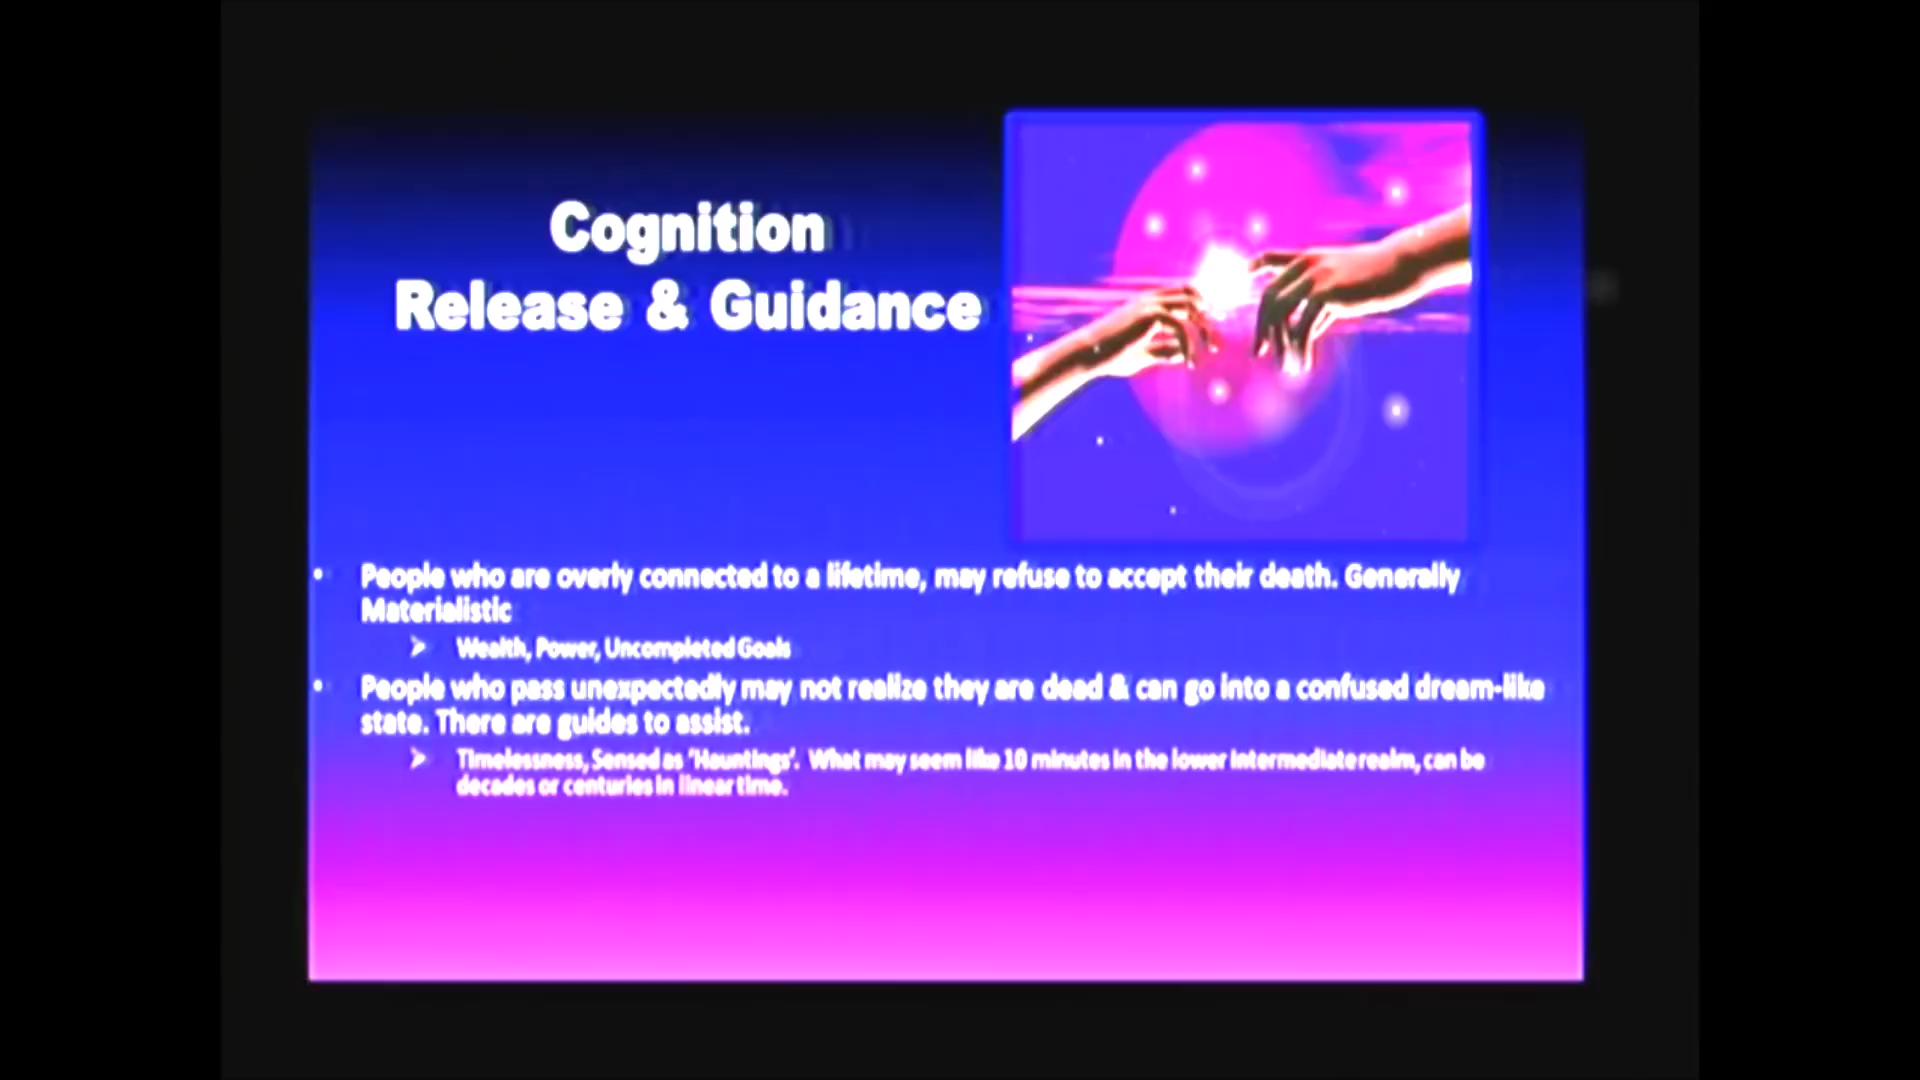 Cognition
Release & Guidance
• People who are overly connected to a lifetime, may refuse to accept their death. Generally
Materialistic
➤ Wealth, Power, Uncompleted Goals
• People who pass unexpectedly may not realize they are dead & can go into a confused dream-like
state. There are guides to assist.
➤ Timelessness, Sensed as 'Hauntings'. What may seem like 10 minutes in the lower intermediate realm, can be
decades or centuries in linear time.